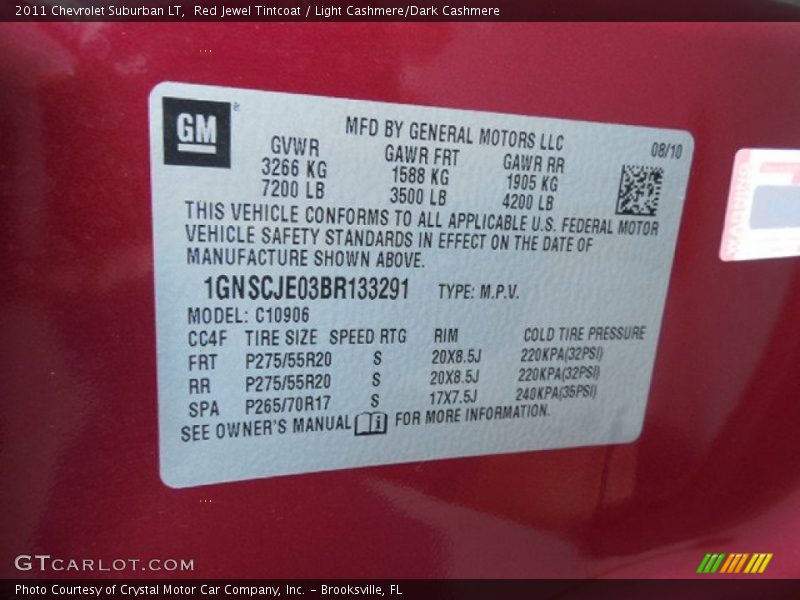 2011 Chevrolet Suburban LT,  Red Jewel Tintcoat / Light Cashmere/Dark Cashmere
GM
MFD BY GENERAL MOTORS LLC 08/10
GVWR GAWR FRT GAWR RR
3266 KG 1588 KG 1905 KG
7200 LB 3500 LB 4200 LB
THIS VEHICLE CONFORMS TO ALL APPLICABLE U.S. FEDERAL MOTOR
VEHICLE SAFETY STANDARDS IN EFFECT ON THE DATE OF
MANUFACTURE SHOWN ABOVE.
1GNSCJE03BR133291 TYPE: M.P.V.
MODEL: C10906
CC4F TIRE SIZE SPEED RTG RIM COLD TIRE PRESSURE
FRT P275/55R20 S 20X8.5J 220KPA(32PSI)
RR P275/55R20 S 20X8.5J 220KPA(32PSI)
SPA P265/70R17 S 17X7.5J 240KPA(35PSI)
SEE OWNER'S MANUAL FOR MORE INFORMATION.
GTCARLOT.COM
Photo Courtesy of Crystal Motor Car Company, Inc. – Brooksville, FL